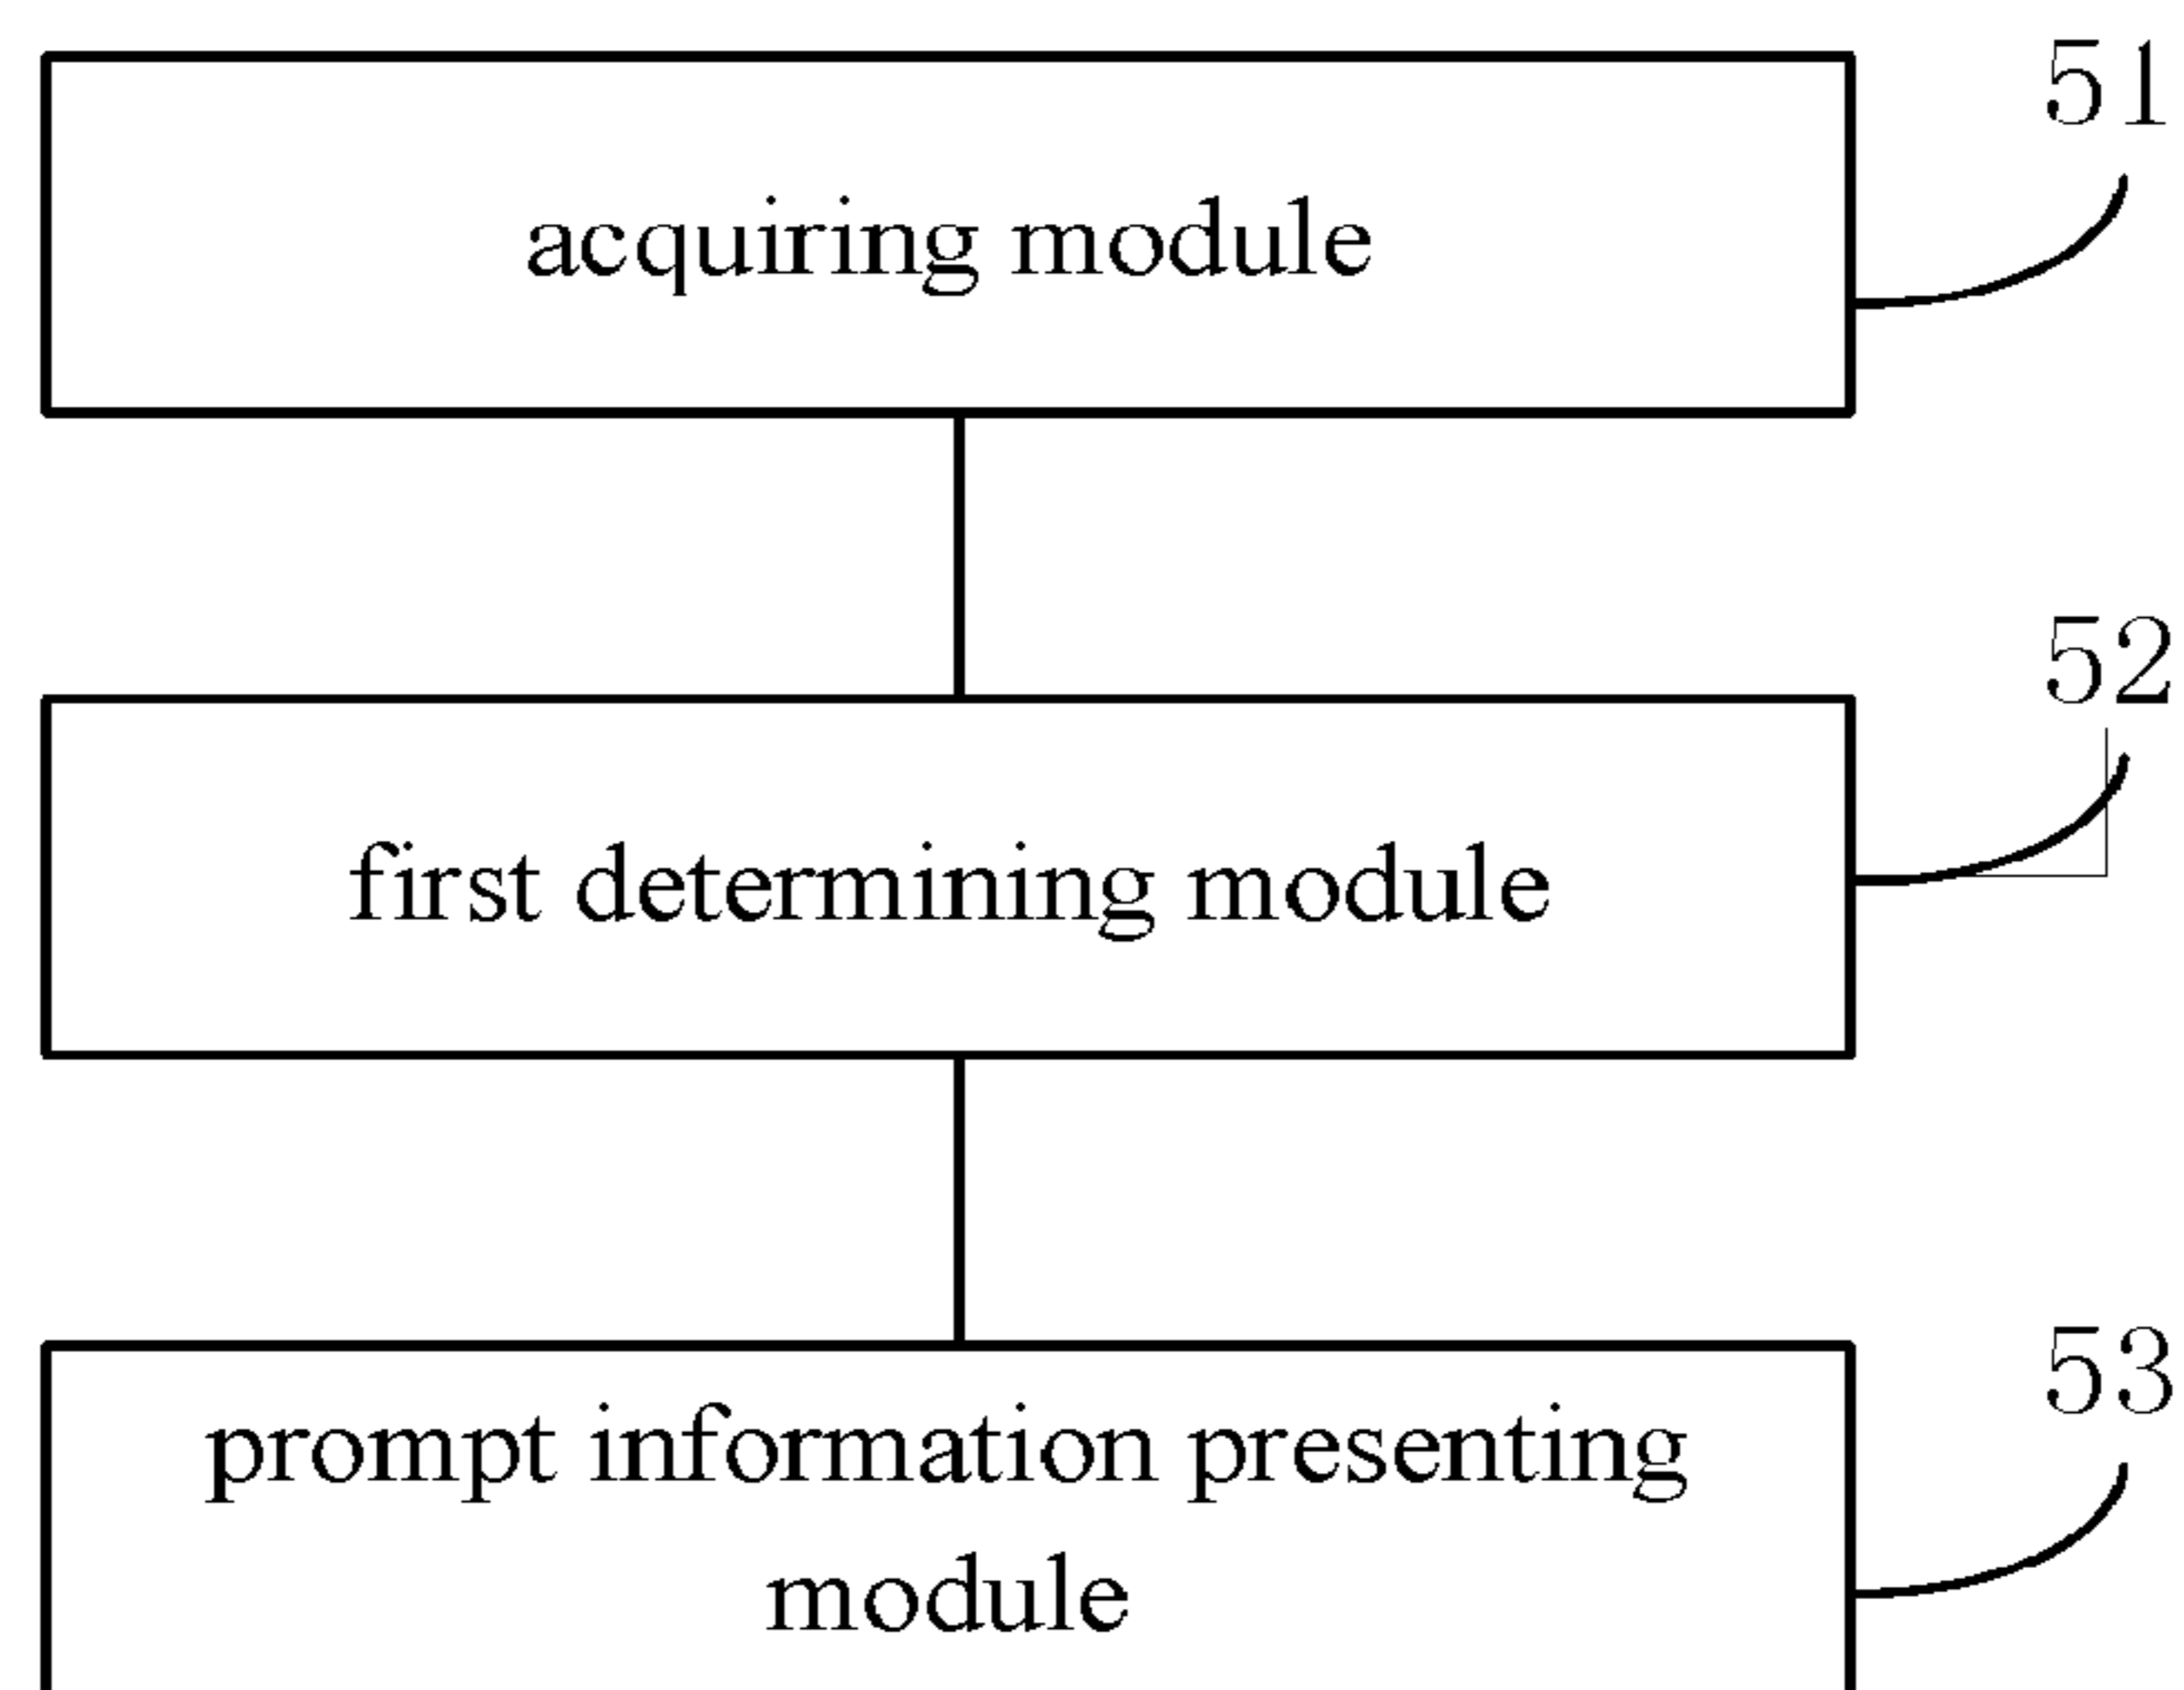 51
acquiring module
52
first determining module
53
prompt information presenting
module